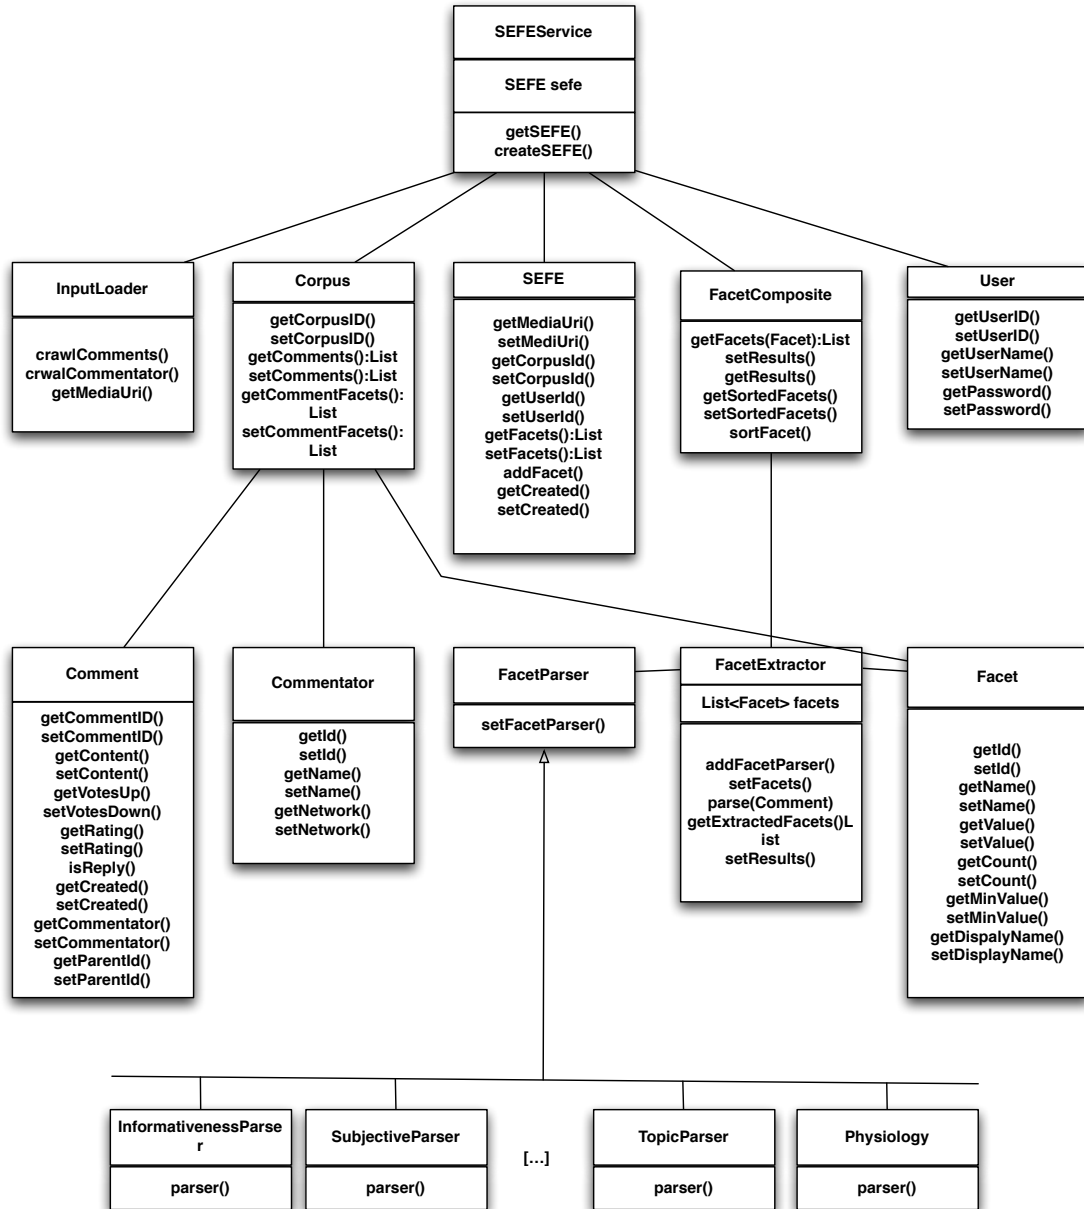 SEFEService
SEFE sefe
getSEFE()
createSEFE()
InputLoader
crawlComments()
crwalCommentator()
getMediaUri()
Corpus
getCorpusID()
setCorpusID()
getComments():List
setComments():List
getCommentFacets():
List
setCommentFacets():
List
SEFE
getMediaUri()
setMediUri()
getCorpusId()
setCorpusId()
getUserId()
setUserId()
getFacets():List
setFacets():List
addFacet()
getCreated()
setCreated()
FacetComposite
getFacets(Facet):List
setResults()
getResults()
getSortedFacets()
setSortedFacets()
sortFacet()
User
getUserID()
setUserID()
getUserName()
setUserName()
getPassword()
setPassword()
Comment
getCommentID()
setCommentID()
getContent()
setContent()
getVotesUp()
setVotesDown()
getRating()
setRating()
isReply()
getCreated()
setCreated()
getCommentator()
setCommentator()
getParentId()
setParentId()
Commentator
getId()
setId()
getName()
setName()
getNetwork()
setNetwork()
FacetParser
setFacetParser()
FacetExtractor
List<Facet> facets
addFacetParser()
setFacets()
parse(Comment)
getExtractedFacets()L
ist
setResults()
Facet
getId()
setId()
getName()
setName()
getValue()
setValue()
getCount()
setCount()
getMinValue()
setMinValue()
getDispalyName()
setDisplayName()
InformativenessParse
r
parser()
SubjectiveParser
parser()
[...]
TopicParser
parser()
Physiology
parser()